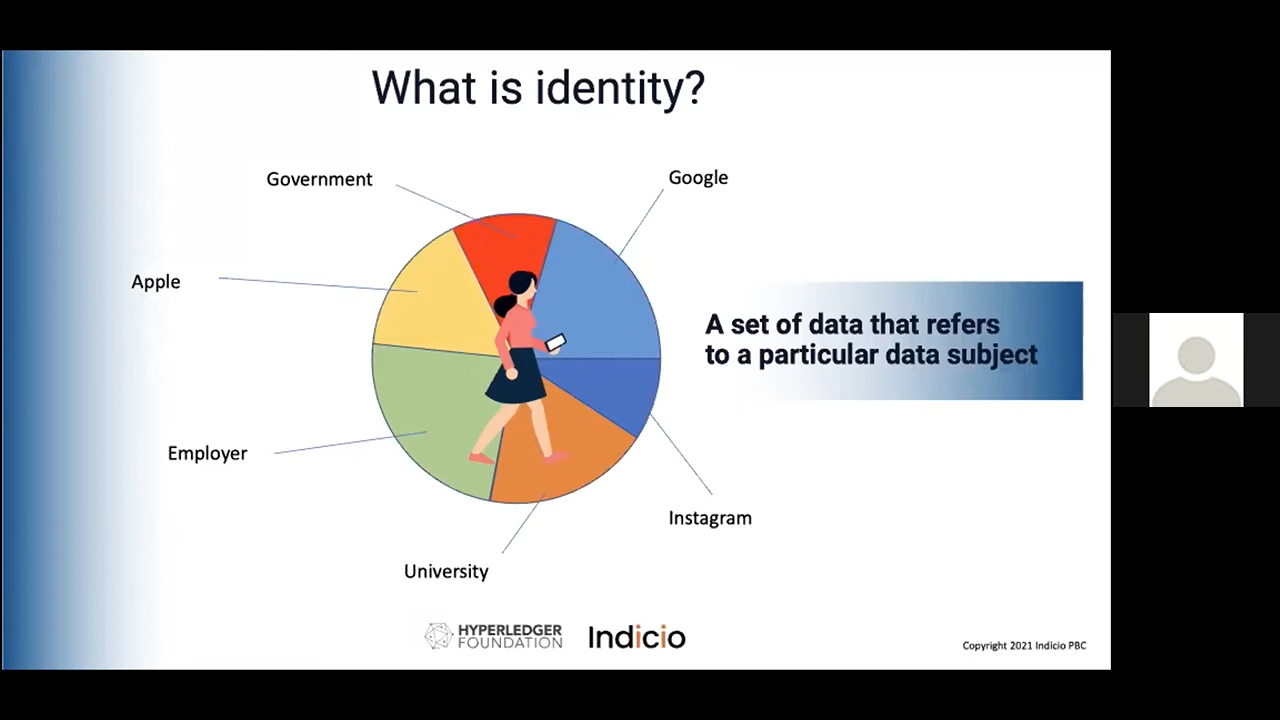 What is identity?
Government
Google
Apple
A set of data that refers
to a particular data subject
Employer
Instagram
University
HYPERLEDGER
FOUNDATION
Indicio
Copyright 2021 Indicio PBC